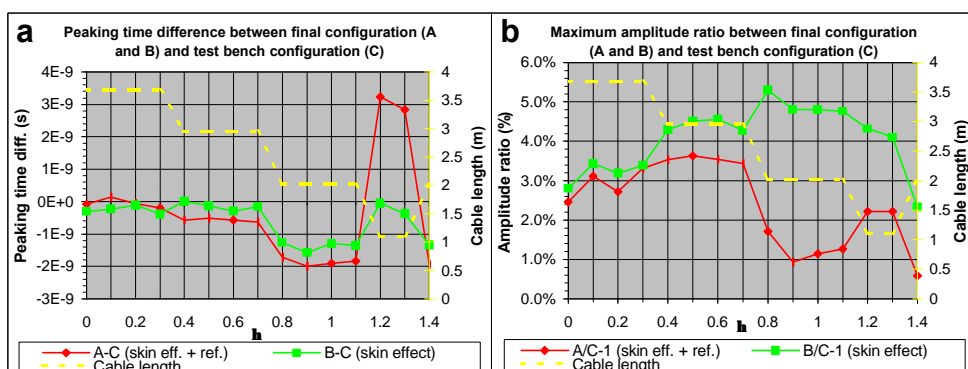 a
Peaking time difference between final configuration (A
and B) and test bench configuration (C)
4E-9
3E-9
2E-9
1E-9
0E+0
-1E-9
-2E-9
-3E-9
Peaking time diff. (s)
4
3.5
3
2.5
2
1.5
1
0.5
0
Cable length (m)
0 0.2 0.4 0.6 0.8 1 1.2 1.4
h
A-C (skin eff. + ref.) B-C (skin effect)
Cable length
b
Maximum amplitude ratio between final configuration
(A and B) and test bench configuration (C)
6.0%
5.0%
4.0%
3.0%
2.0%
1.0%
0.0%
Amplitude rratio (%)
4
3.5
3
2.5
2
1.5
1
0.5
0
Cable length (m)
0 0.2 0.4 0.6 0.8 1 1.2 1.4
h
A/C-1 (skin eff. + ref.) B/C-1 (skin effect)
Cable length